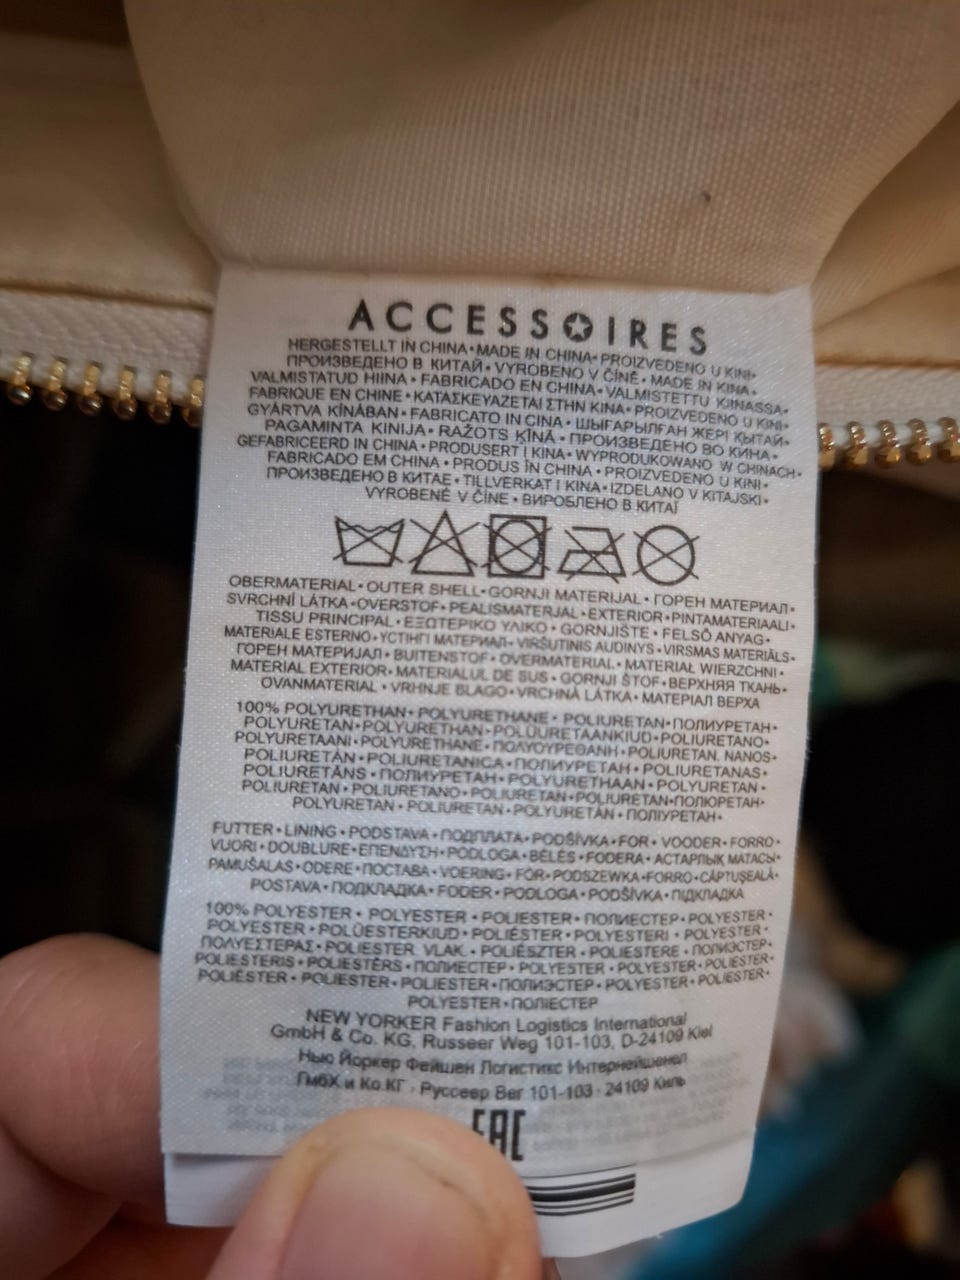 ACCESSOIRES
HERGESTELLT IN CHINA • MADE IN CHINA • PROIZVEDENO U KINI •
ПРОИЗВЕДЕНО В КИТАЙ • VYROBENO V ČÍNĚ • MADE IN KINA •
VALMISTATUD HIINA • FABRICADO EN CHINA • VALMISTETTU KIINASSA •
FABRIQUE EN CHINE • ΚΑΤΑΣΚΕΥΑΖΕΤΑΙ ΣΤΗΝ ΚΙΝΑ • PROIZVEDENO U KINI •
GYÁRTVA KÍNÁBAN • FABRICATO IN CINA • ШЫҒАРЫЛҒАН ЖЕРІ ҚЫТАЙ •
PAGAMINTA KINIJA • RAŽOTS ĶĪNĀ • ПРОИЗВЕДЕНО ВО КИНА •
GEFABRICEERD IN CHINA • PRODUSERT I KINA • WYPRODUKOWANO W CHINACH •
FABRICADO EM CHINA • PRODUS ÎN CHINA • PROIZVEDENO U KINI •
ПРОИЗВЕДЕНО В КИТАЕ • TILLVERKAT I KINA • IZDELANO V KITAJSKI •
VYROBENÉ V ČÍNE • ВИРОБЛЕНО В КИТАЇ
OBERMATERIAL • OUTER SHELL • GORNJI MATERIJAL • ГОРЕН МАТЕРИАЛ •
SVRCHNÍ LÁTKA • OVERSTOF • PEALISMATERJAL • EXTERIOR • PINTAMATERIAALI •
TISSU PRINCIPAL • ΕΞΩΤΕΡΙΚΟ ΥΛΙΚΟ • GORNJIŠTE • FELSŐ ANYAG •
MATERIALE ESTERNO • ҮСТІҢГІ МАТЕРИАЛ • VIRŠUTINIS AUDINYS • VIRSMAS MATERIĀLS •
ГОРЕН МАТЕРИЈАЛ • BUITENSTOF • OVERMATERIAL • MATERIAŁ WIERZCHNI •
MATERIAL EXTERIOR • MATERIALUL DE SUS • GORNJI ŠTOF • ВЕРХНЯЯ ТКАНЬ •
OVANMATERIAL • VRHNJE BLAGO • VRCHNÁ LÁTKA • МАТЕРІАЛ ВЕРХА
100% POLYURETHAN • POLYURETHANE • POLIURETAN • ПОЛИУРЕТАН •
POLYURETAN • POLYURETHAN • POLÜURETAANKIUD • POLIURETANO •
POLYURETAANI • POLYURETHANE • ΠΟΛΥΟΥΡΕΘΑΝΗ • POLIURETAN. NANOS •
POLIURETÁN • POLIURETANICA • ПОЛИУРЕТАН • POLIURETANAS •
POLIURETĀNS • ПОЛИУРЕТАН • POLYURETHAAN • POLYURETAN •
POLIURETAN • POLIURETANO • POLIURETAN • POLIURETAN • ПОЛЮРЕТАН •
POLYURETAN • POLIURETAN • POLYURETÁN • ПОЛІУРЕТАН •
FUTTER • LINING • PODSTAVA • ПОДПЛАТА • PODŠÍVKA • FOR • VOODER • FORRO •
VUORI • DOUBLURE • ΕΠΕΝΔΥΣΗ • PODLOGA • BÉLÉS • FODERA • АСТАРЛЫҚ МАТАСЫ •
PAMUŠALAS • ODERE • ПОСТАВА • VOERING • FÔR • PODSZEWKA • FORRO • CĂPTUŞEALĂ •
POSTAVA • ПОДКЛАДКА • FODER • PODLOGA • PODŠÍVKA • ПІДКЛАДКА
100% POLYESTER • POLYESTER • POLIESTER • ПОЛИЕСТЕР • POLYESTER •
POLYESTER • POLÜESTERKIUD • POLIÉSTER • POLYESTERI • POLYESTER •
ΠΟΛΥΕΣΤΕΡΑΣ • POLIESTER. VLAK. • POLIÉSZTER • POLIESTERE • ПОЛИЭСТЕР •
POLIESTERIS • POLIESTĒRS • ПОЛИЕСТЕР • POLYESTER • POLYESTER • POLIESTER •
POLIÉSTER • POLIESTER • POLIESTER • ПОЛИЭСТЕР • POLYESTER • POLIESTER •
POLYESTER • ПОЛІЕСТЕР
NEW YORKER Fashion Logistics International
GmbH & Co. KG, Russeer Weg 101-103, D-24109 Kiel
Нью Йоркер Фейшен Логистикс Интернейшенел
ГмбХ и Ко.КГ · Руссеер Вег 101-103 · 24109 Киль
EAC